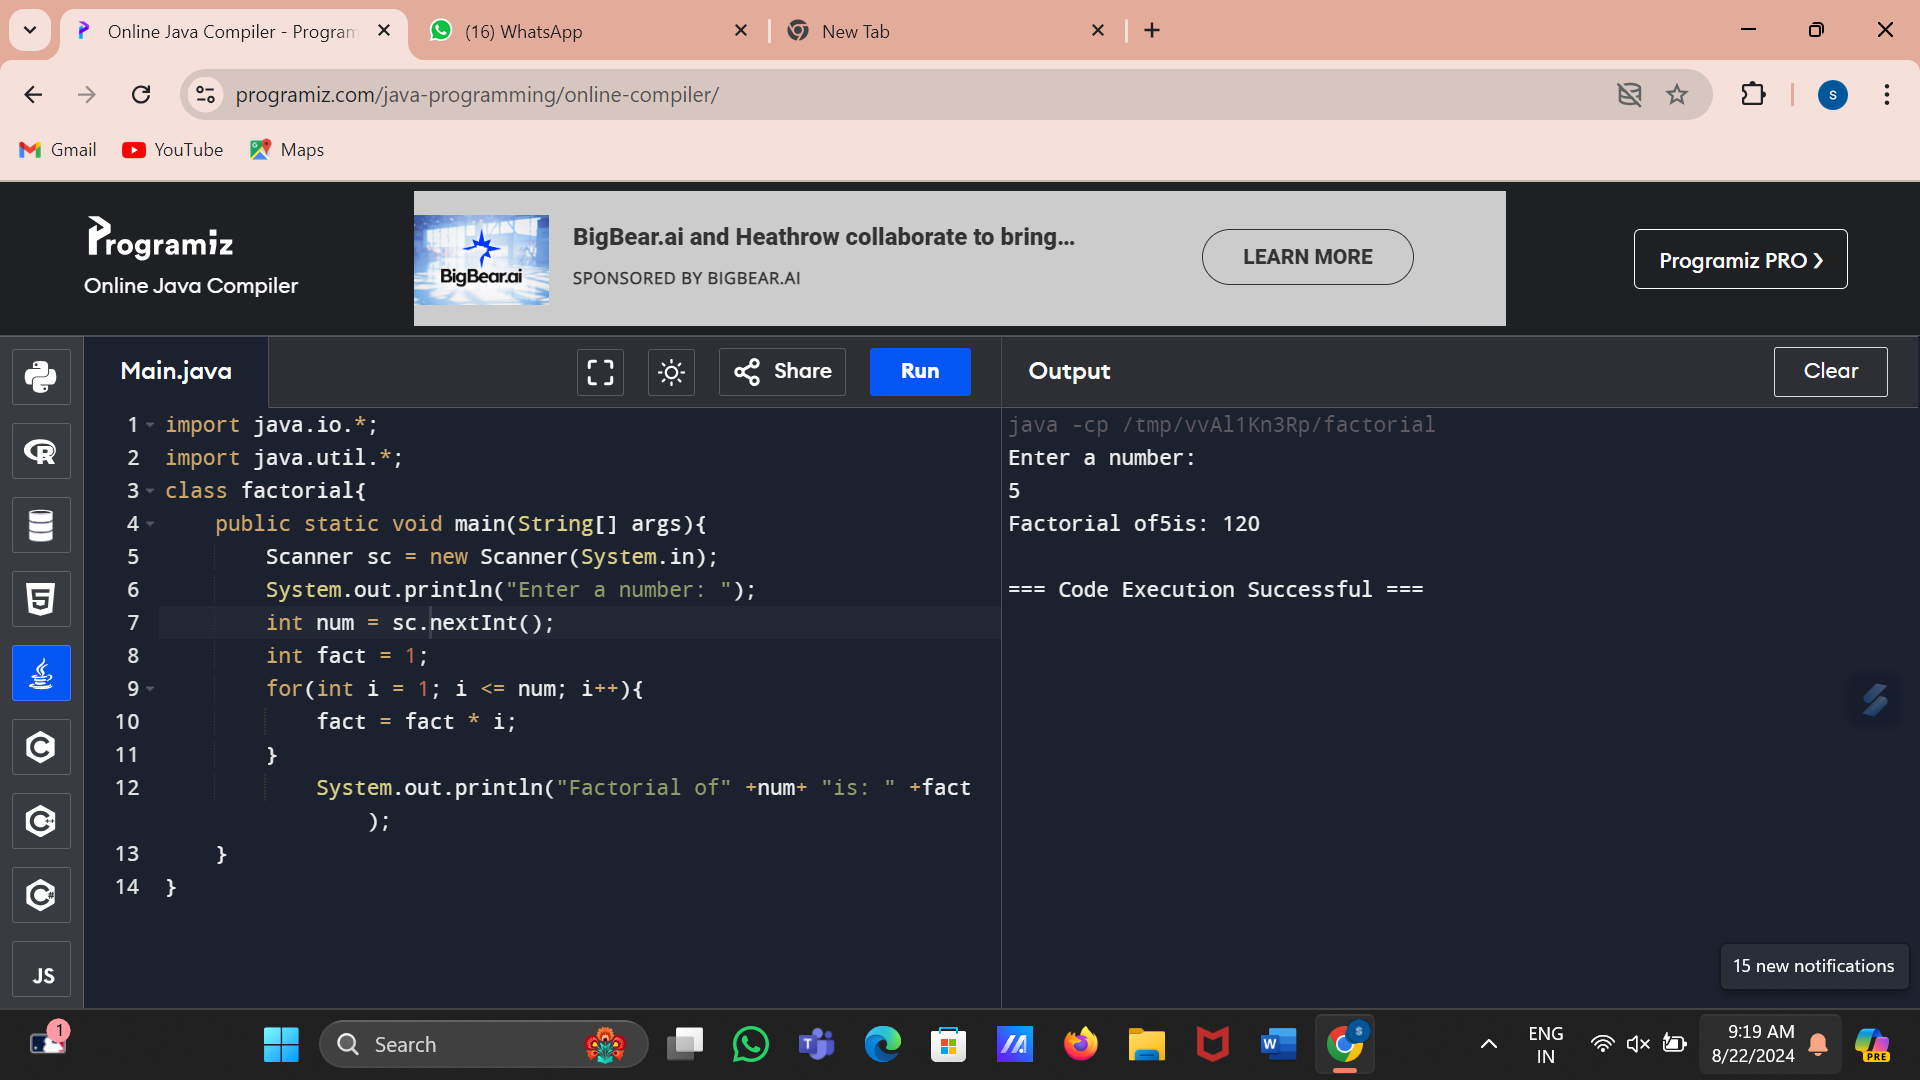 Online Java Compiler - Program
(16) WhatsApp
New Tab
programiz.com/java-programming/online-compiler/
s
Gmail
YouTube
Maps
Programiz
Online Java Compiler
BigBear.ai
BigBear.ai and Heathrow collaborate to bring...
SPONSORED BY BIGBEAR.AI
LEARN MORE
Programiz PRO
Main.java
Share
Run
Output
Clear
1 import java.io.*;
2 import java.util.*;
3 class factorial{
4     public static void main(String[] args){
5         Scanner sc = new Scanner(System.in);
6         System.out.println("Enter a number: ");
7         int num = sc.nextInt();
8         int fact = 1;
9         for(int i = 1; i <= num; i++){
10             fact = fact * i;
11         }
12             System.out.println("Factorial of" +num+ "is: " +fact
                );
13     }
14 }
java -cp /tmp/vvAl1Kn3Rp/factorial
Enter a number:
5
Factorial of5is: 120
=== Code Execution Successful ===
R
5
C
C
C
JS
15 new notifications
1
Search
T
W
S
ENG
IN
9:19 AM
8/22/2024
PRE